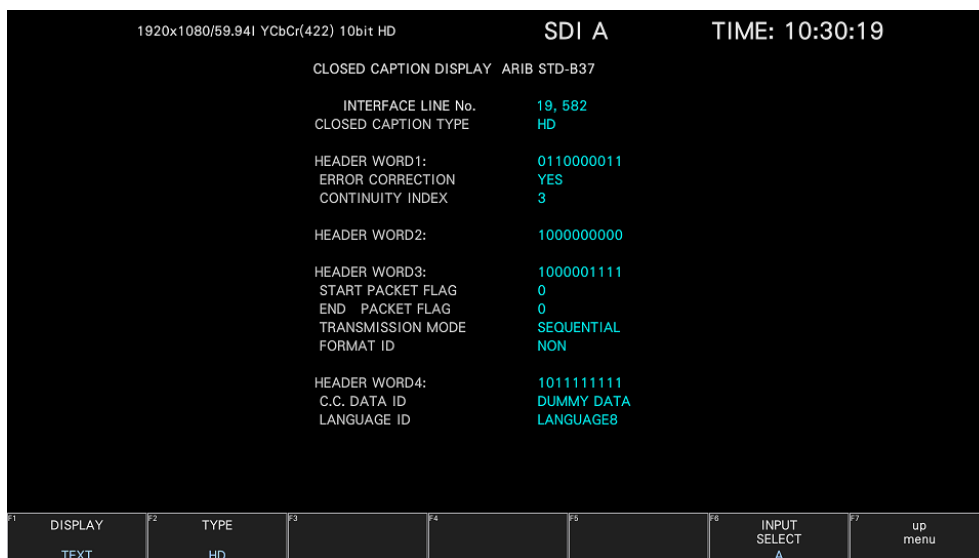 1920x1080/59.94I YCbCr(422) 10bit HD SDI A TIME: 10:30:19
CLOSED CAPTION DISPLAY ARIB STD-B37
INTERFACE LINE No. 19, 582
CLOSED CAPTION TYPE HD
HEADER WORD1: 0110000011
ERROR CORRECTION YES
CONTINUITY INDEX 3
HEADER WORD2: 1000000000
HEADER WORD3: 1000001111
START PACKET FLAG 0
END PACKET FLAG 0
TRANSMISSION MODE SEQUENTIAL
FORMAT ID NON
HEADER WORD4: 1011111111
C.C. DATA ID DUMMY DATA
LANGUAGE ID LANGUAGE8
F1 DISPLAY TEXT
F2 TYPE HD
F3
F4
F5
F6 INPUT SELECT A
F7 up menu